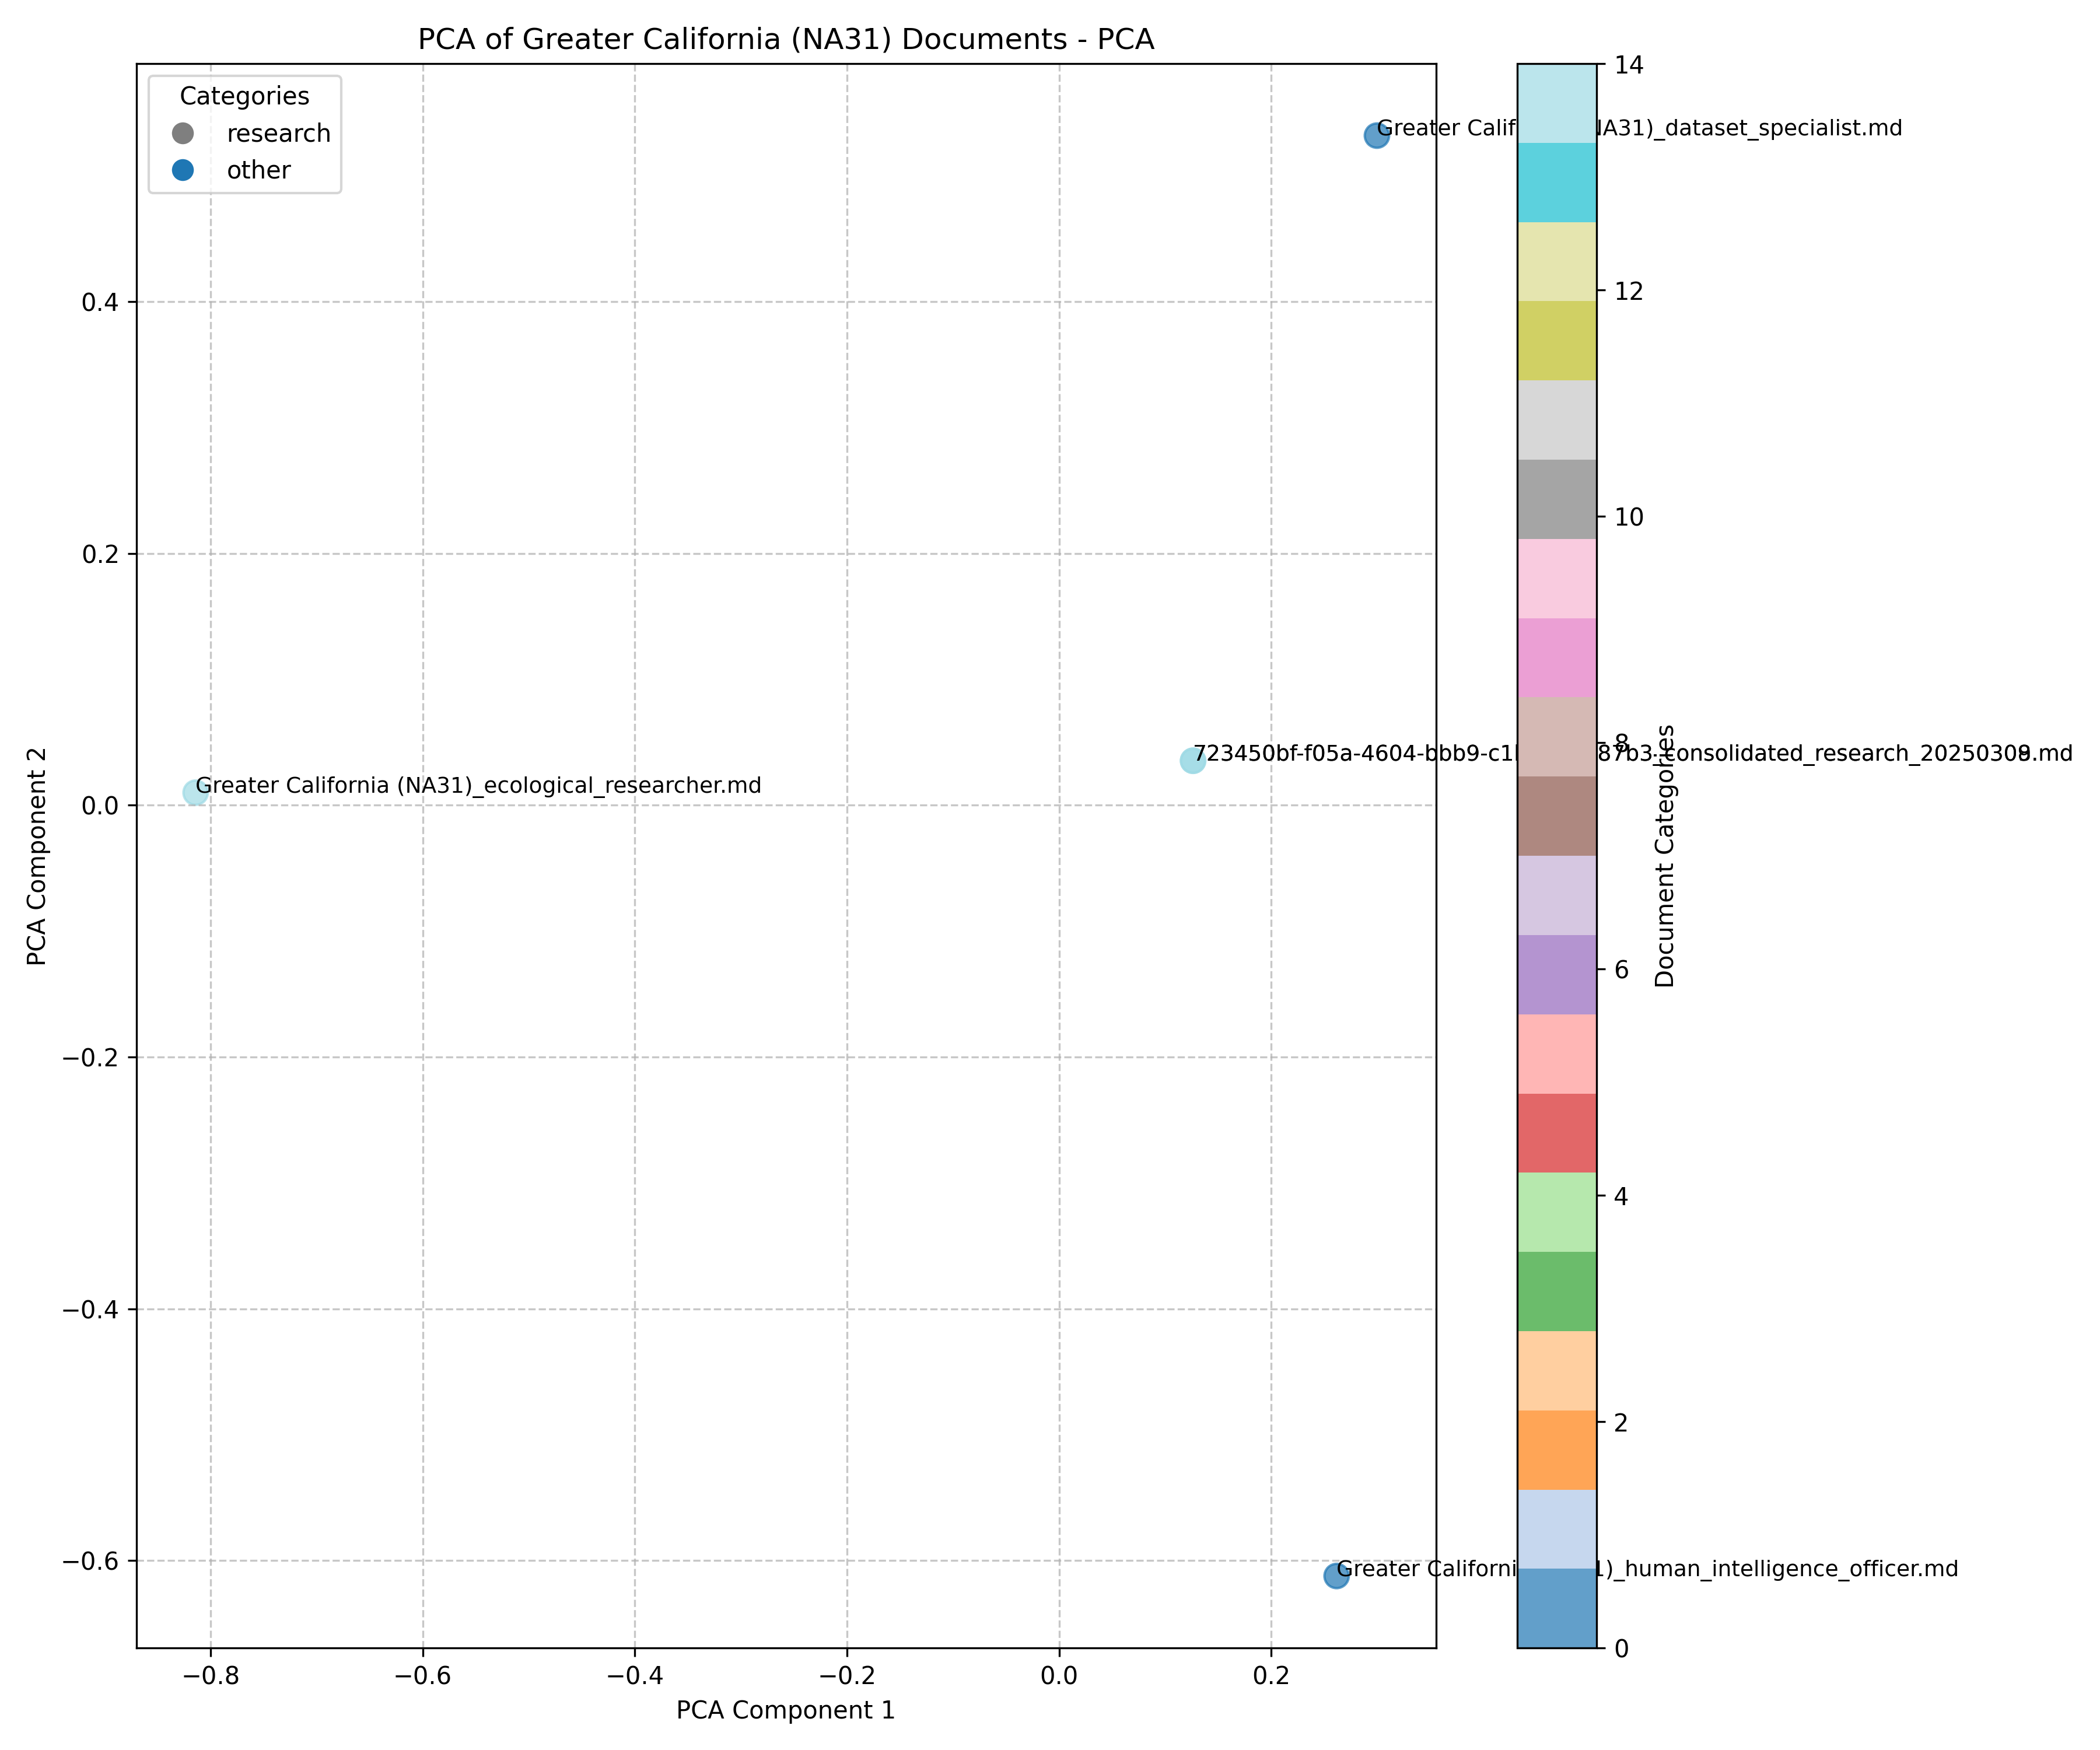 PCA of Greater California (NA31) Documents - PCA
Categories
research
other
Greater Calif NA31)_dataset_specialist.md
723450bf-f05a-4604-bbb9-c1 87b3_consolidated_research_2025030 .md
Greater California (NA31)_ecological_researcher.md
Greater Californi 1)_human_intelligence_officer.md
0.4
0.2
0.0
−0.2
−0.4
−0.6
PCA Component 2
−0.8
−0.6
−0.4
−0.2
0.0
0.2
PCA Component 1
14
12
10
8
6
4
2
0
Document Categories